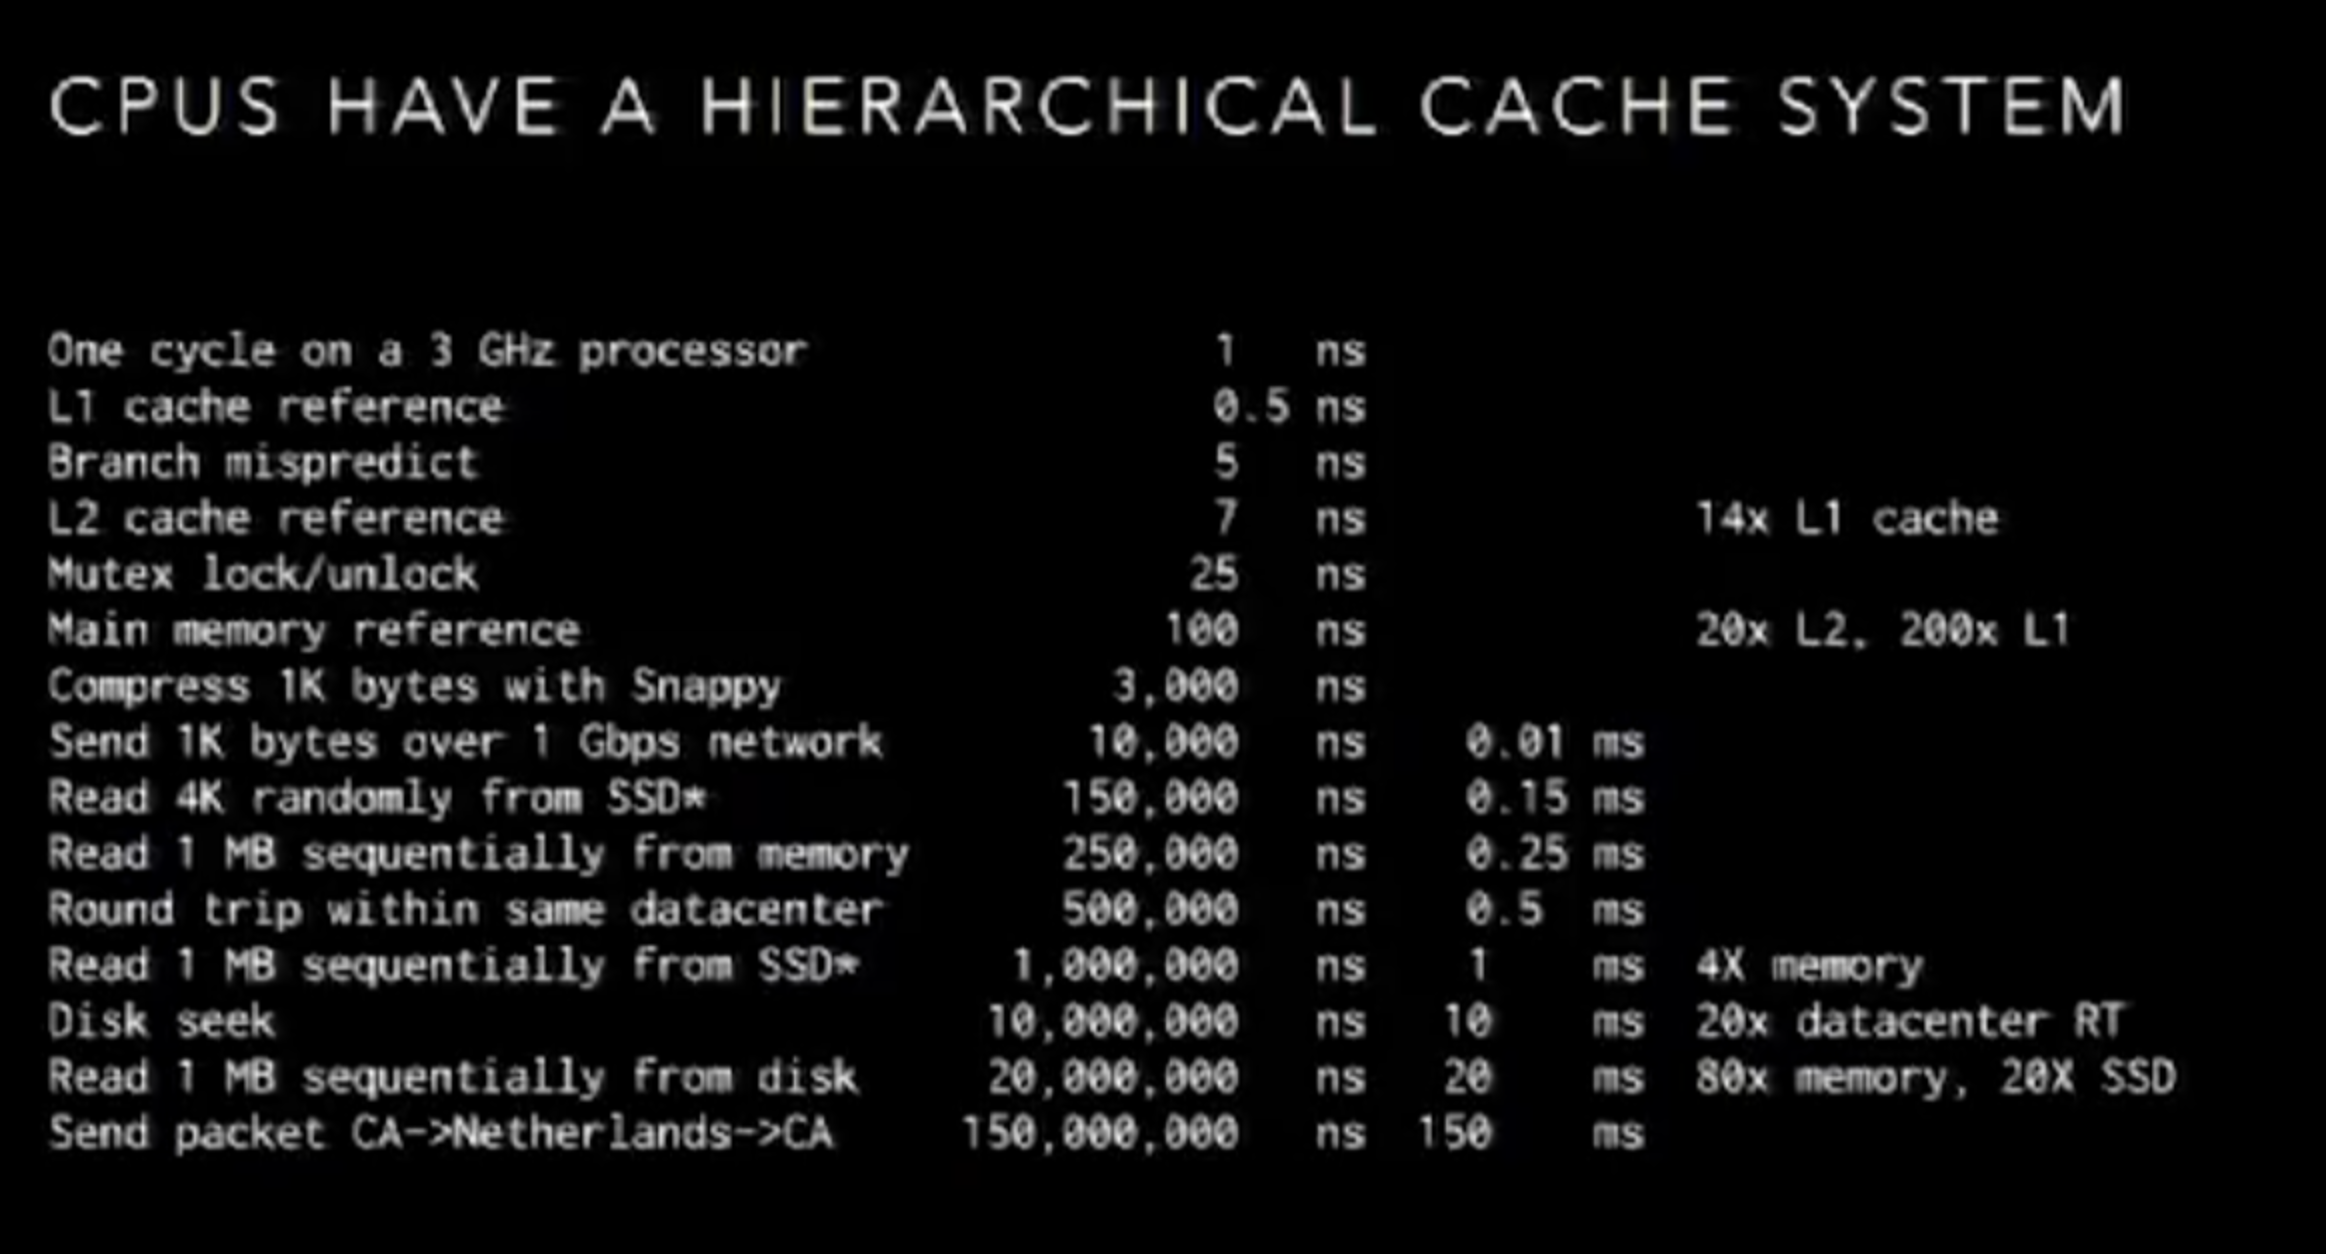 CPUS HAVE A HIERARCHICAL CACHE SYSTEM
One cycle on a 3 GHz processor 1 ns
L1 cache reference 0.5 ns
Branch mispredict 5 ns
L2 cache reference 7 ns 14x L1 cache
Mutex lock/unlock 25 ns
Main memory reference 100 ns 20x L2, 200x L1
Compress 1K bytes with Snappy 3,000 ns
Send 1K bytes over 1 Gbps network 10,000 ns 0.01 ms
Read 4K randomly from SSD* 150,000 ns 0.15 ms
Read 1 MB sequentially from memory 250,000 ns 0.25 ms
Round trip within same datacenter 500,000 ns 0.5 ms
Read 1 MB sequentially from SSD* 1,000,000 ns 1 ms 4X memory
Disk seek 10,000,000 ns 10 ms 20x datacenter RT
Read 1 MB sequentially from disk 20,000,000 ns 20 ms 80x memory, 20X SSD
Send packet CA->Netherlands->CA 150,000,000 ns 150 ms